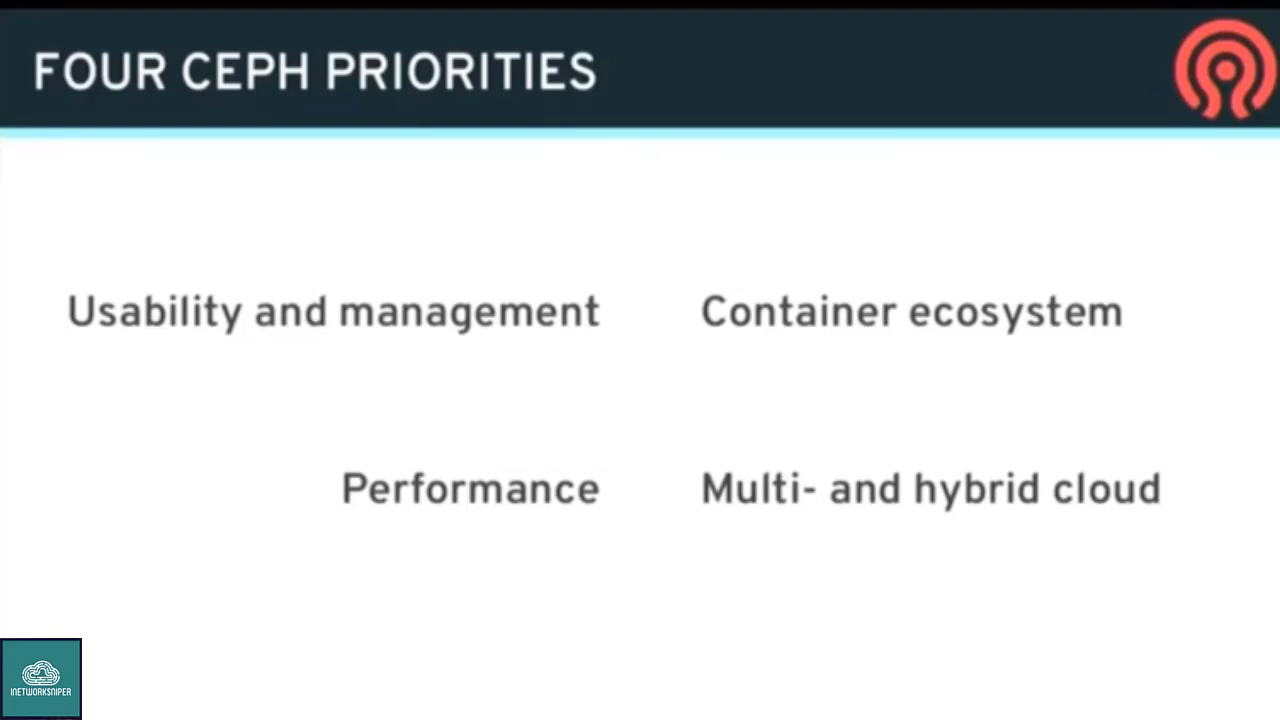 FOUR CEPH PRIORITIES
Usability and management
Container ecosystem
Performance
Multi- and hybrid cloud
INETWORKSNIPER